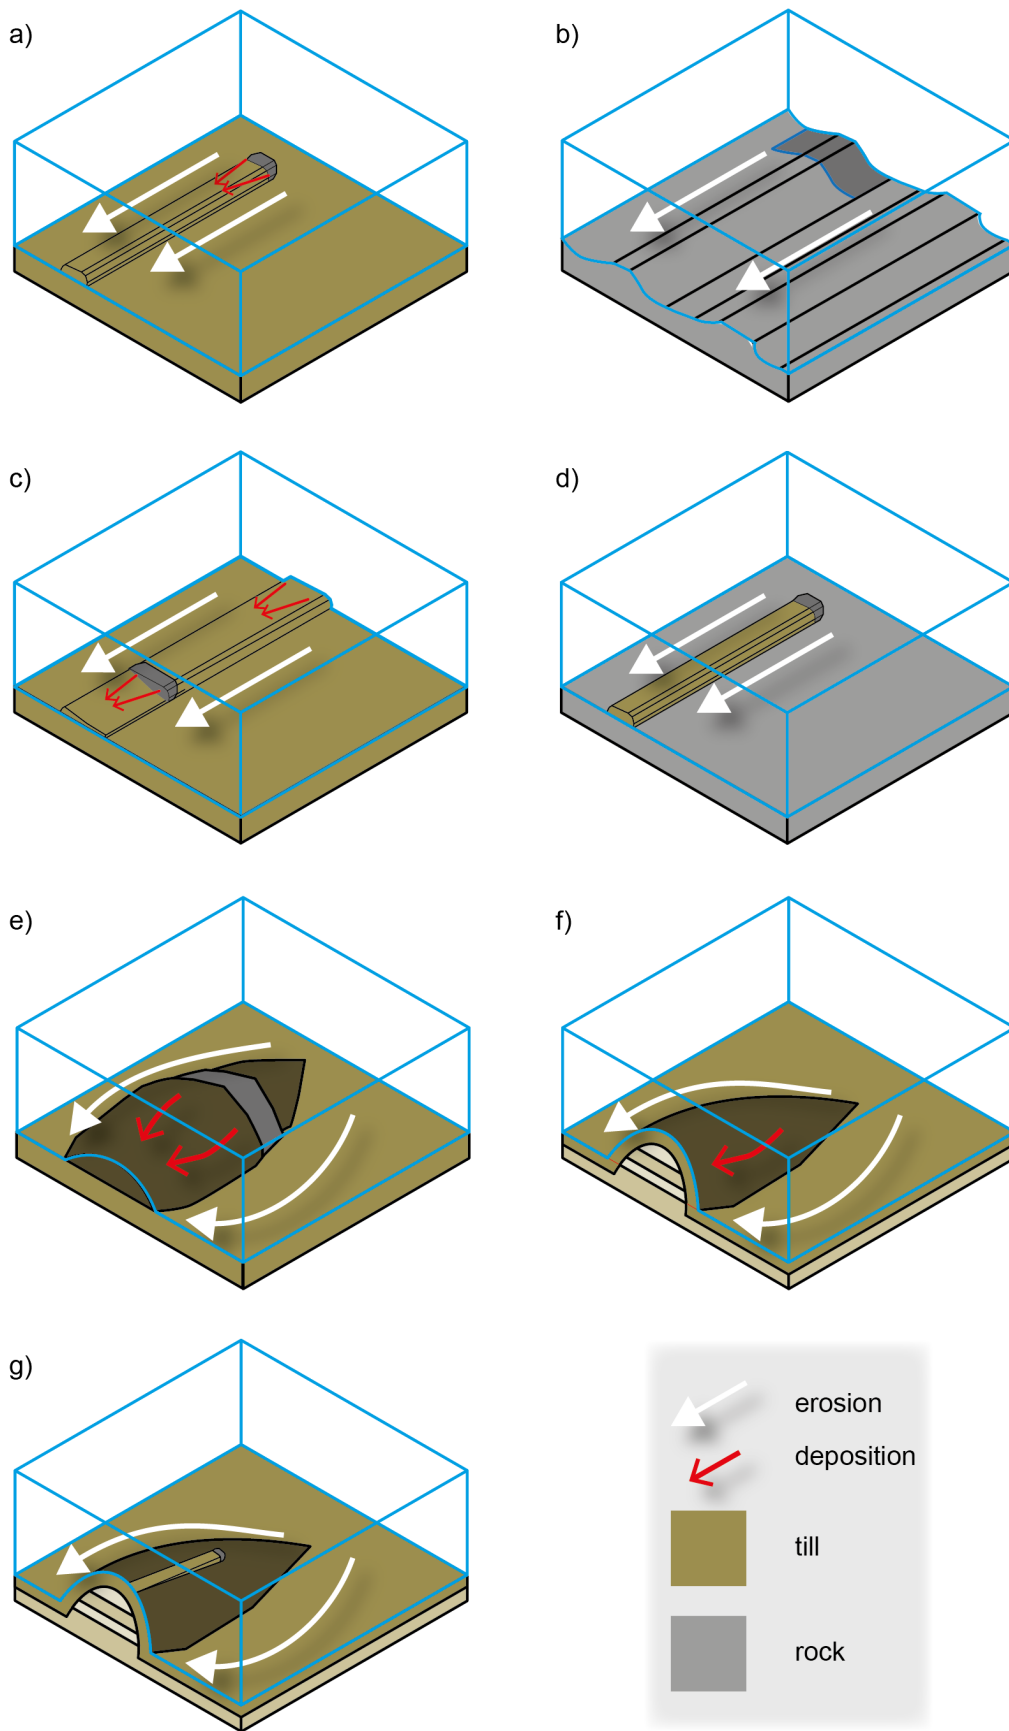 a)
b)
c)
d)
e)
f)
g)
erosion
deposition
till
rock